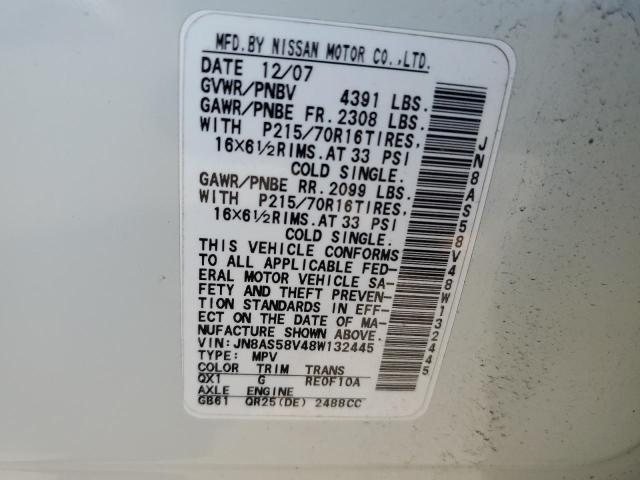 MFD.BY NISSAN MOTOR CO.,LTD.
DATE 12/07
GVWR/PNBV 4391 LBS.
GAWR/PNBE FR. 2308 LBS.
WITH P215/70R16TIRES,
16×6½RIMS.AT 33 PSI
COLD SINGLE.
GAWR/PNBE RR. 2099 LBS.
WITH P215/70R16TIRES,
16×6½RIMS.AT 33 PSI
COLD SINGLE.
THIS VEHICLE CONFORMS
TO ALL APPLICABLE FED-
ERAL MOTOR VEHICLE SA-
FETY AND THEFT PREVEN-
TION STANDARDS IN EFF-
ECT ON THE DATE OF MA-
NUFACTURE SHOWN ABOVE.
VIN: JN8AS58V48W132445
TYPE: MPV
COLOR TRIM TRANS
QX1 G RE0F10A
AXLE ENGINE
GB61 QR25(DE) 2488CC
JN8AS58V48W132445